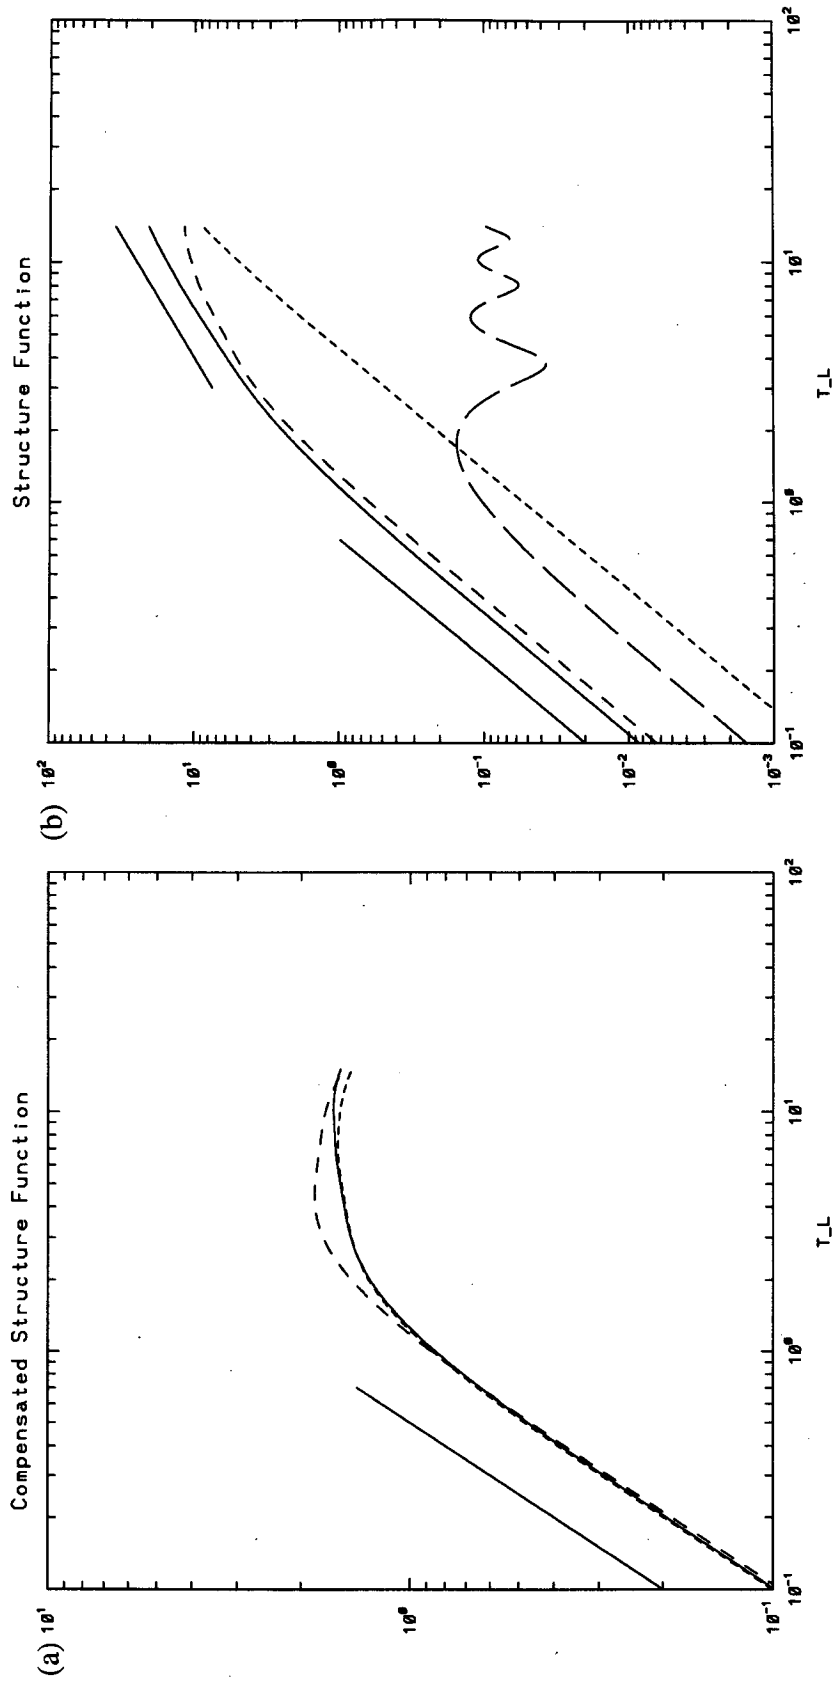 (a)
Compensated Structure Function
10¹
10⁰
10⁻¹
10⁻¹ 10⁰ 10¹ 10²
T_L
(b)
Structure Function
10²
10¹
10⁰
10⁻¹
10⁻²
10⁻³
10⁻¹ 10⁰ 10¹ 10²
T_L